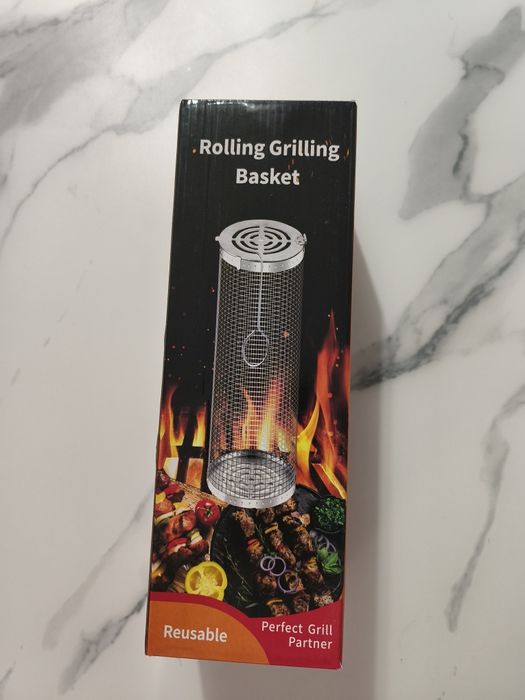 Rolling Grilling
Basket
Reusable
Perfect Grill
Partner